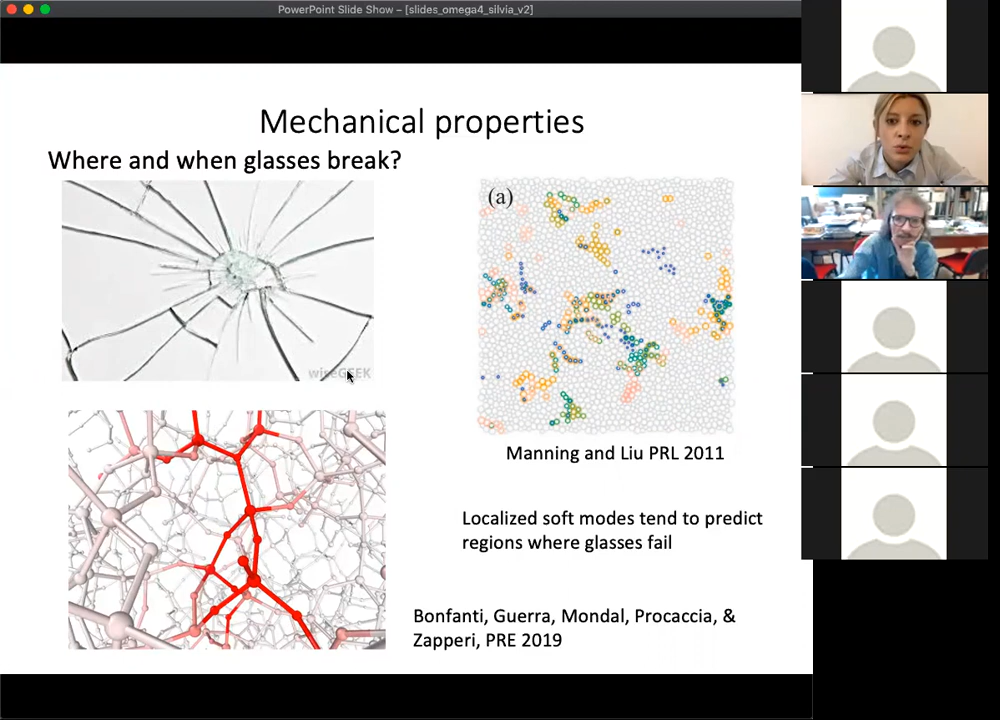 PowerPoint Slide Show – [slides_omega4_silvia_v2]
Mechanical properties
Where and when glasses break?
(a)
wiseGEEK
Manning and Liu PRL 2011
Localized soft modes tend to predict
regions where glasses fail
Bonfanti, Guerra, Mondal, Procaccia, &
Zapperi, PRE 2019